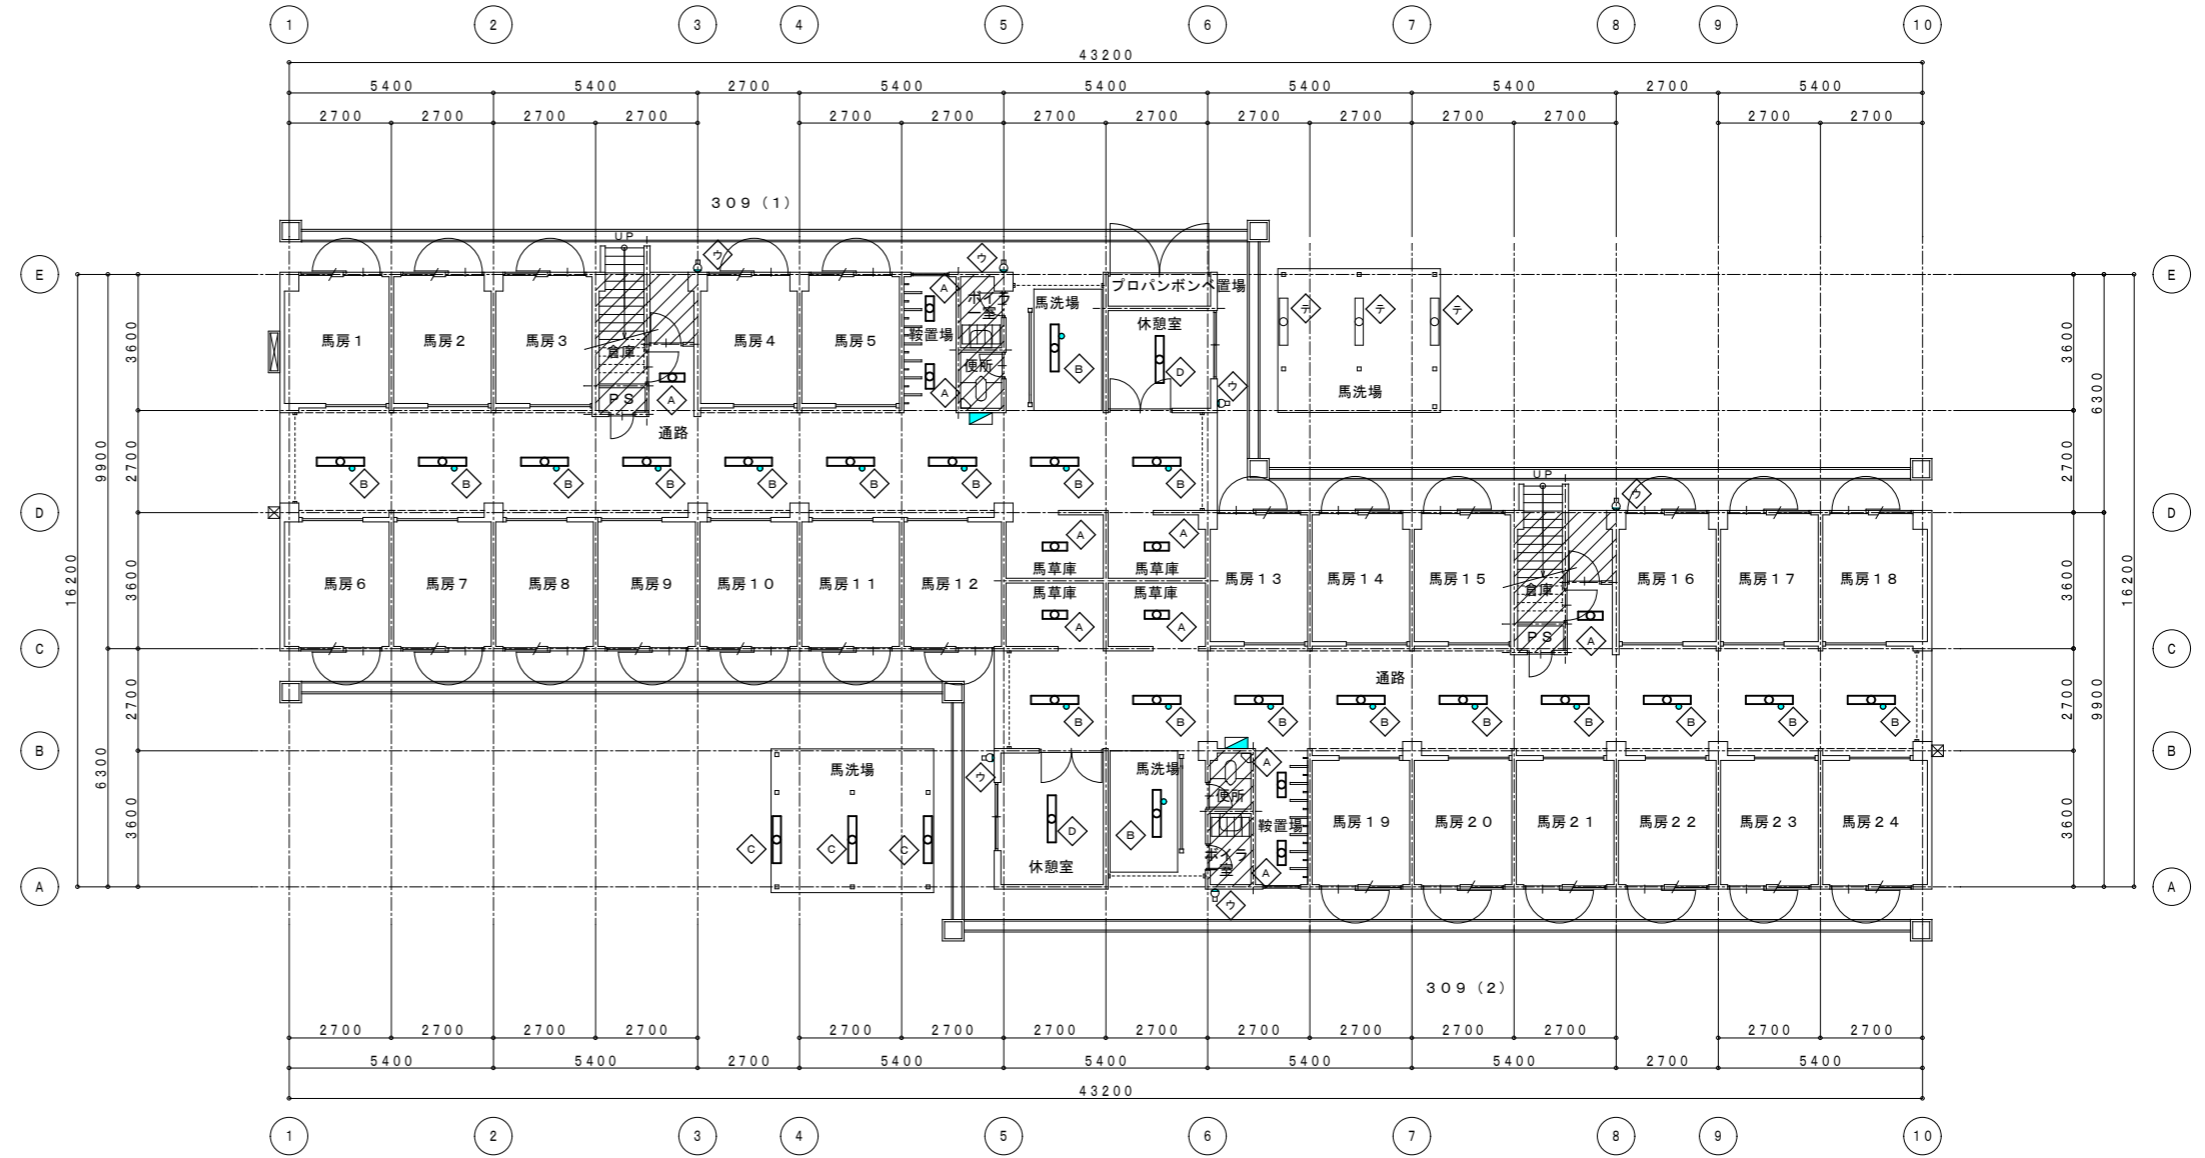 1 2 3 4 5 6 7 8 9 10
43200
5400 5400 2700 5400 5400 5400 5400 2700 5400
2700 2700 2700 2700 2700 2700 2700 2700 2700 2700 2700 2700 2700 2700
309(1)
UP
ウ ウ
E E
プロパンボンベ置場
A ボイラー室 馬洗場 休憩室 テ テ テ
馬房1 馬房2 馬房3 倉庫 馬房4 馬房5 鞍置場
3600 3600
便所 B D ウ
PS A A 馬洗場
6300
通路
9900 2700 2700
B B B B B B B B B
UP ウ
D D
A A
馬草庫 馬草庫
馬房6 馬房7 馬房8 馬房9 馬房10 馬房11 馬房12 馬房13 馬房14 馬房15 倉庫 馬房16 馬房17 馬房18
16200 3600 3600 16200
馬草庫 馬草庫
A A PS A
C C
通路
2700 2700 9900
B B B B B B B B B
B B
6300
馬洗場 ウ 馬洗場 A
便所
3600 3600
C C C D B 鞍置場 馬房19 馬房20 馬房21 馬房22 馬房23 馬房24
休憩室 ボイラ室 A
A A
ウ
309(2)
2700 2700 2700 2700 2700 2700 2700 2700 2700 2700 2700 2700 2700 2700
5400 5400 2700 5400 5400 5400 5400 2700 5400
43200
1 2 3 4 5 6 7 8 9 10